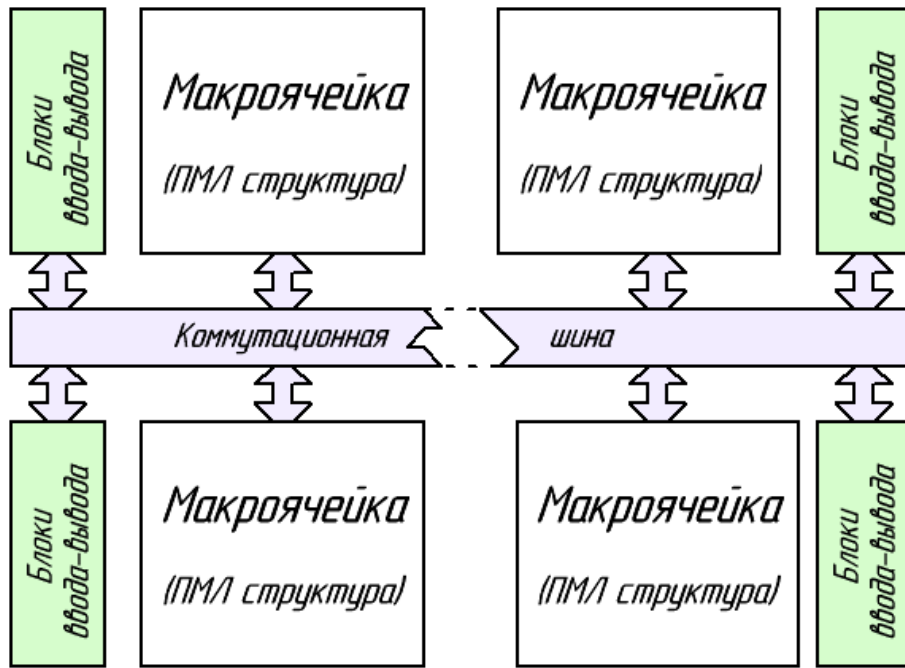 Блоки
ввода-вывода
Макроячейка
(ПМЛ структура)
Макроячейка
(ПМЛ структура)
Блоки
ввода-вывода
Коммутационная
шина
Блоки
ввода-вывода
Макроячейка
(ПМЛ структура)
Макроячейка
(ПМЛ структура)
Блоки
ввода-вывода